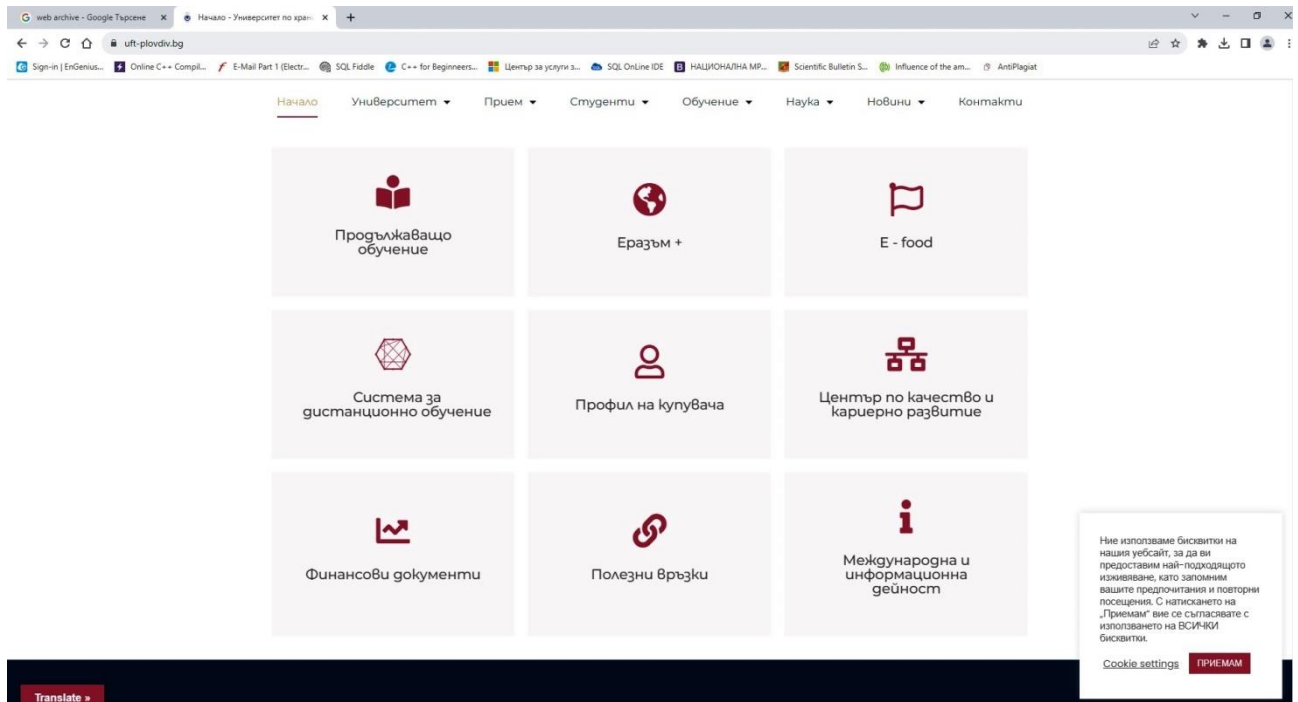 web archive - Google Търсене
Начало - Университет по хран
uft-plovdiv.bg
Sign-in | EnGenius... Online C++ Compil... E-Mail Part 1 (Electr... SQL Fiddle C++ for Beginneers... Център за услуги з... SQL OnLine IDE НАЦИОНАЛНА МР... Scientific Bulletin S... Influence of the am... AntiPlagiat
Начало Университет Прием Студенти Обучение Наука Новини Контакти
Продължаващо
обучение
Еразъм +
E - food
Система за
дистанционно обучение
Профил на купувача
Център по качество и
кариерно развитие
Финансови документи
Полезни връзки
Международна и
информационна
дейност
Ние използваме бисквитки на
нашия уебсайт, за да ви
предоставим най-подходящото
изживяване, като запомним
вашите предпочитания и повторни
посещения. С натискането на
„Приемам“ вие се съгласявате с
използването на ВСИЧКИ
бисквитки.
Cookie settings ПРИЕМАМ
Translate »